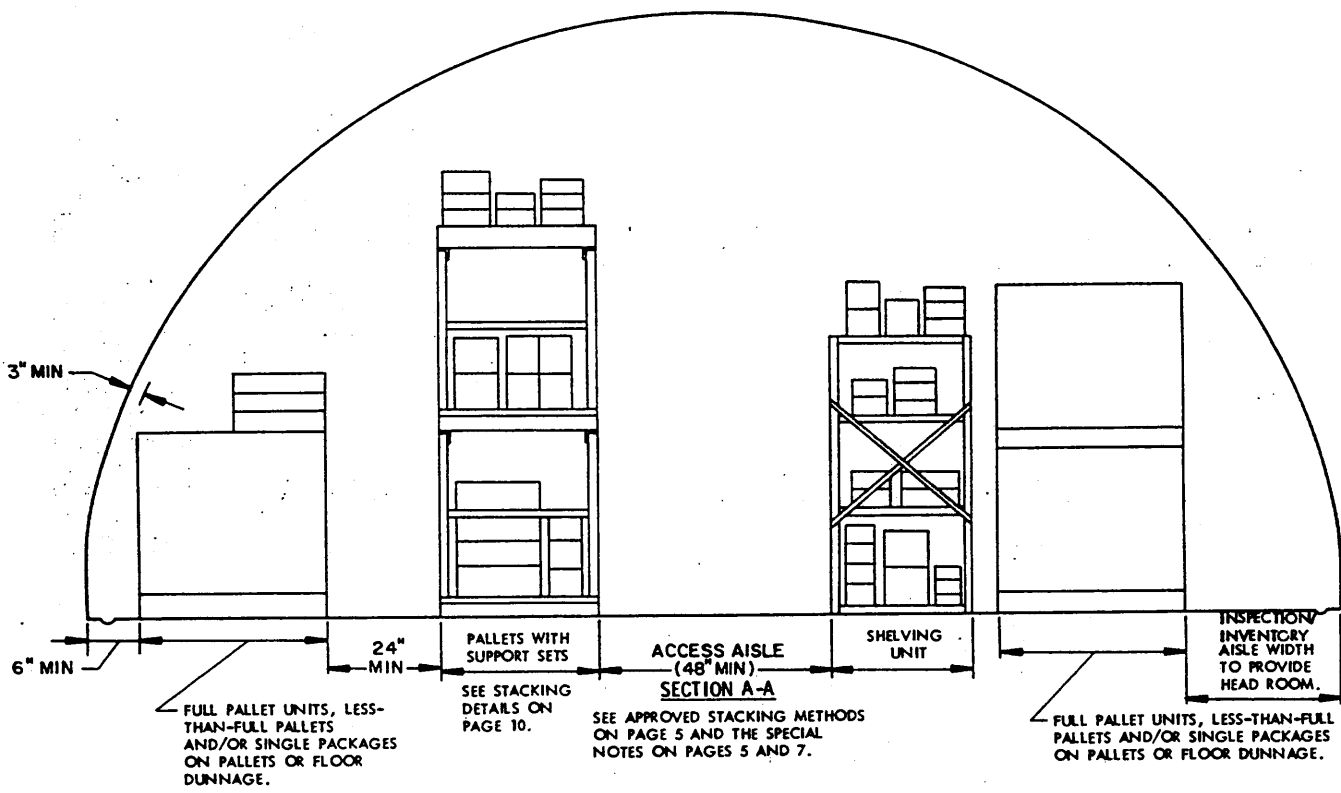 3" MIN
6" MIN
24"
MIN
PALLETS WITH
SUPPORT SETS
SEE STACKING
DETAILS ON
PAGE 10.
ACCESS AISLE
(48" MIN)
SECTION A-A
SEE APPROVED STACKING METHODS
ON PAGE 5 AND THE SPECIAL
NOTES ON PAGES 5 AND 7.
SHELVING
UNIT
INSPECTION/
INVENTORY
AISLE WIDTH
TO PROVIDE
HEAD ROOM.
FULL PALLET UNITS, LESS-
THAN-FULL PALLETS
AND/OR SINGLE PACKAGES
ON PALLETS OR FLOOR
DUNNAGE.
FULL PALLET UNITS, LESS-THAN-FULL
PALLETS AND/OR SINGLE PACKAGES
ON PALLETS OR FLOOR DUNNAGE.